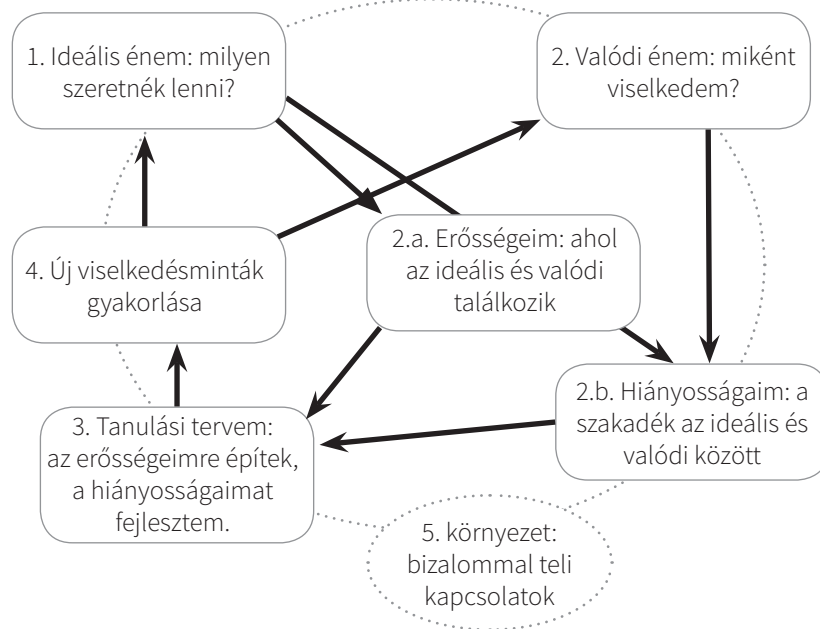 1. Ideális énem: milyen
szeretnék lenni?
2. Valódi énem: miként
viselkedem?
2.a. Erősségeim: ahol
az ideális és valódi
találkozik
4. Új viselkedésminták
gyakorlása
2.b. Hiányosságaim: a
szakadék az ideális és
valódi között
3. Tanulási tervem:
az erősségeimre építek,
a hiányosságaimat
fejlesztem.
5. környezet:
bizalommal teli
kapcsolatok